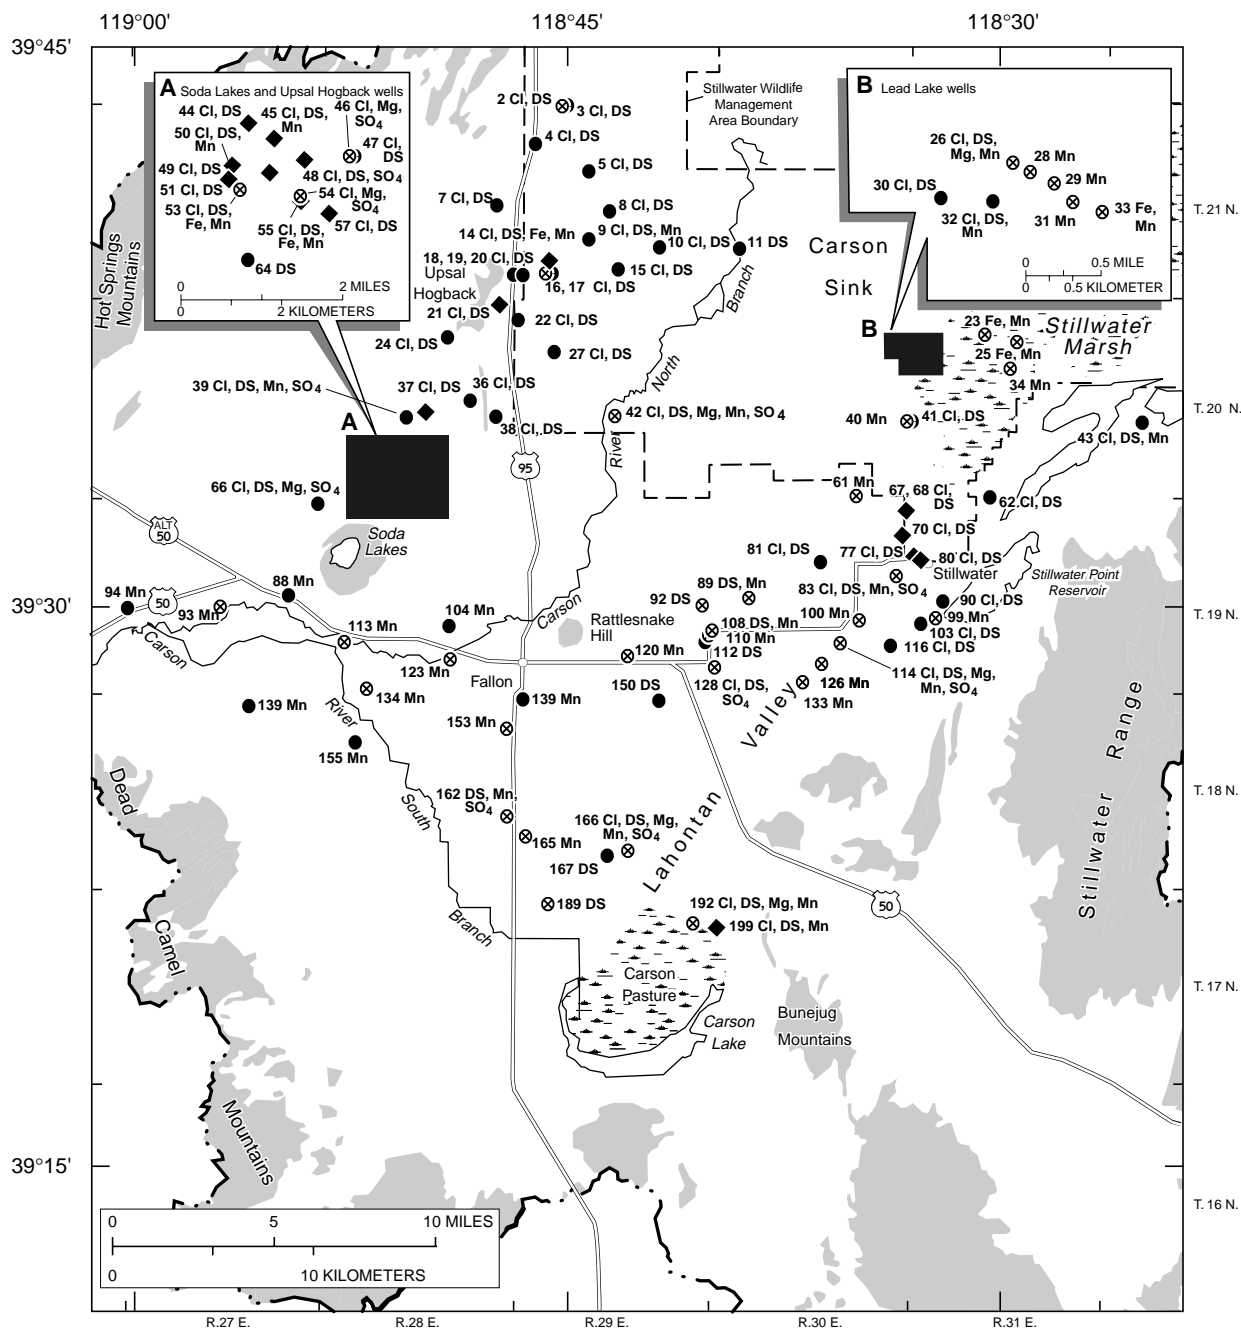 119°00'
118°45'
118°30'
39°45'
A Soda Lakes and Upsal Hogback wells
44 Cl, DS
45 Cl, DS,
Mn
46 Cl, Mg,
SO4
50 Cl, DS,
Mn
47 Cl,
DS
49 Cl, DS
48 Cl, DS, SO4
51 Cl, DS
54 Cl, Mg,
SO4
53 Cl, DS,
Fe, Mn
55 Cl, DS,
Fe, Mn
57 Cl, DS
64 DS
0
2 MILES
0
2 KILOMETERS
Hot Springs
Mountains
2 Cl, DS
3 Cl, DS
4 Cl, DS
5 Cl, DS
7 Cl, DS
8 Cl, DS
9 Cl, DS, Mn
14 Cl, DS, Fe, Mn
10 Cl, DS
11 DS
18, 19, 20 Cl, DS
15 Cl, DS
16, 17 Cl, DS
Upsal
Hogback
21 Cl, DS
22 Cl, DS
24 Cl, DS
27 Cl, DS
Stillwater Wildlife
Management
Area Boundary
B Lead Lake wells
26 Cl, DS,
Mg, Mn
28 Mn
29 Mn
30 Cl, DS
32 Cl, DS,
Mn
31 Mn
33 Fe,
Mn
0
0.5 MILE
0
0.5 KILOMETER
T. 21 N.
Carson
Sink
North
Branch
B
23 Fe, Mn
25 Fe, Mn
34 Mn
Stillwater
Marsh
39 Cl, DS, Mn, SO4
37 Cl, DS
36 Cl, DS
38 Cl, DS
A
42 Cl, DS, Mg, Mn, SO4
40 Mn
41 Cl, DS
43 Cl, DS, Mn
T. 20 N.
River
95
66 Cl, DS, Mg, SO4
61 Mn
67, 68 Cl,
DS
62 Cl, DS
70 Cl, DS
ALT
50
Soda
Lakes
81 Cl, DS
77 Cl, DS
80 Cl, DS
Stillwater
Stillwater Point
Reservoir
39°30'
94 Mn
50
93 Mn
88 Mn
104 Mn
Carson
89 DS, Mn
92 DS
83 Cl, DS, Mn, SO4
90 Cl, DS
Rattlesnake
Hill
100 Mn
99 Mn
T. 19 N.
113 Mn
108 DS, Mn
110 Mn
103 Cl, DS
Carson
123 Mn
120 Mn
112 DS
116 Cl, DS
Fallon
128 Cl, DS,
SO4
126 Mn
114 Cl, DS, Mg,
Mn, SO4
139 Mn
134 Mn
139 Mn
150 DS
133 Mn
River
153 Mn
155 Mn
Lahontan
Valley
Stillwater Range
Dead
Camel
Mountains
South
Branch
162 DS, Mn,
SO4
166 Cl, DS, Mg,
Mn, SO4
165 Mn
167 DS
T. 18 N.
189 DS
192 Cl, DS, Mg, Mn
199 Cl, DS, Mn
50
Carson
Pasture
Carson
Lake
Bunejug
Mountains
T. 17 N.
39°15'
T. 16 N.
0
5
10 MILES
0
10 KILOMETERS
R.27 E.
R.28 E.
R.29 E.
R.30 E.
R.31 E.